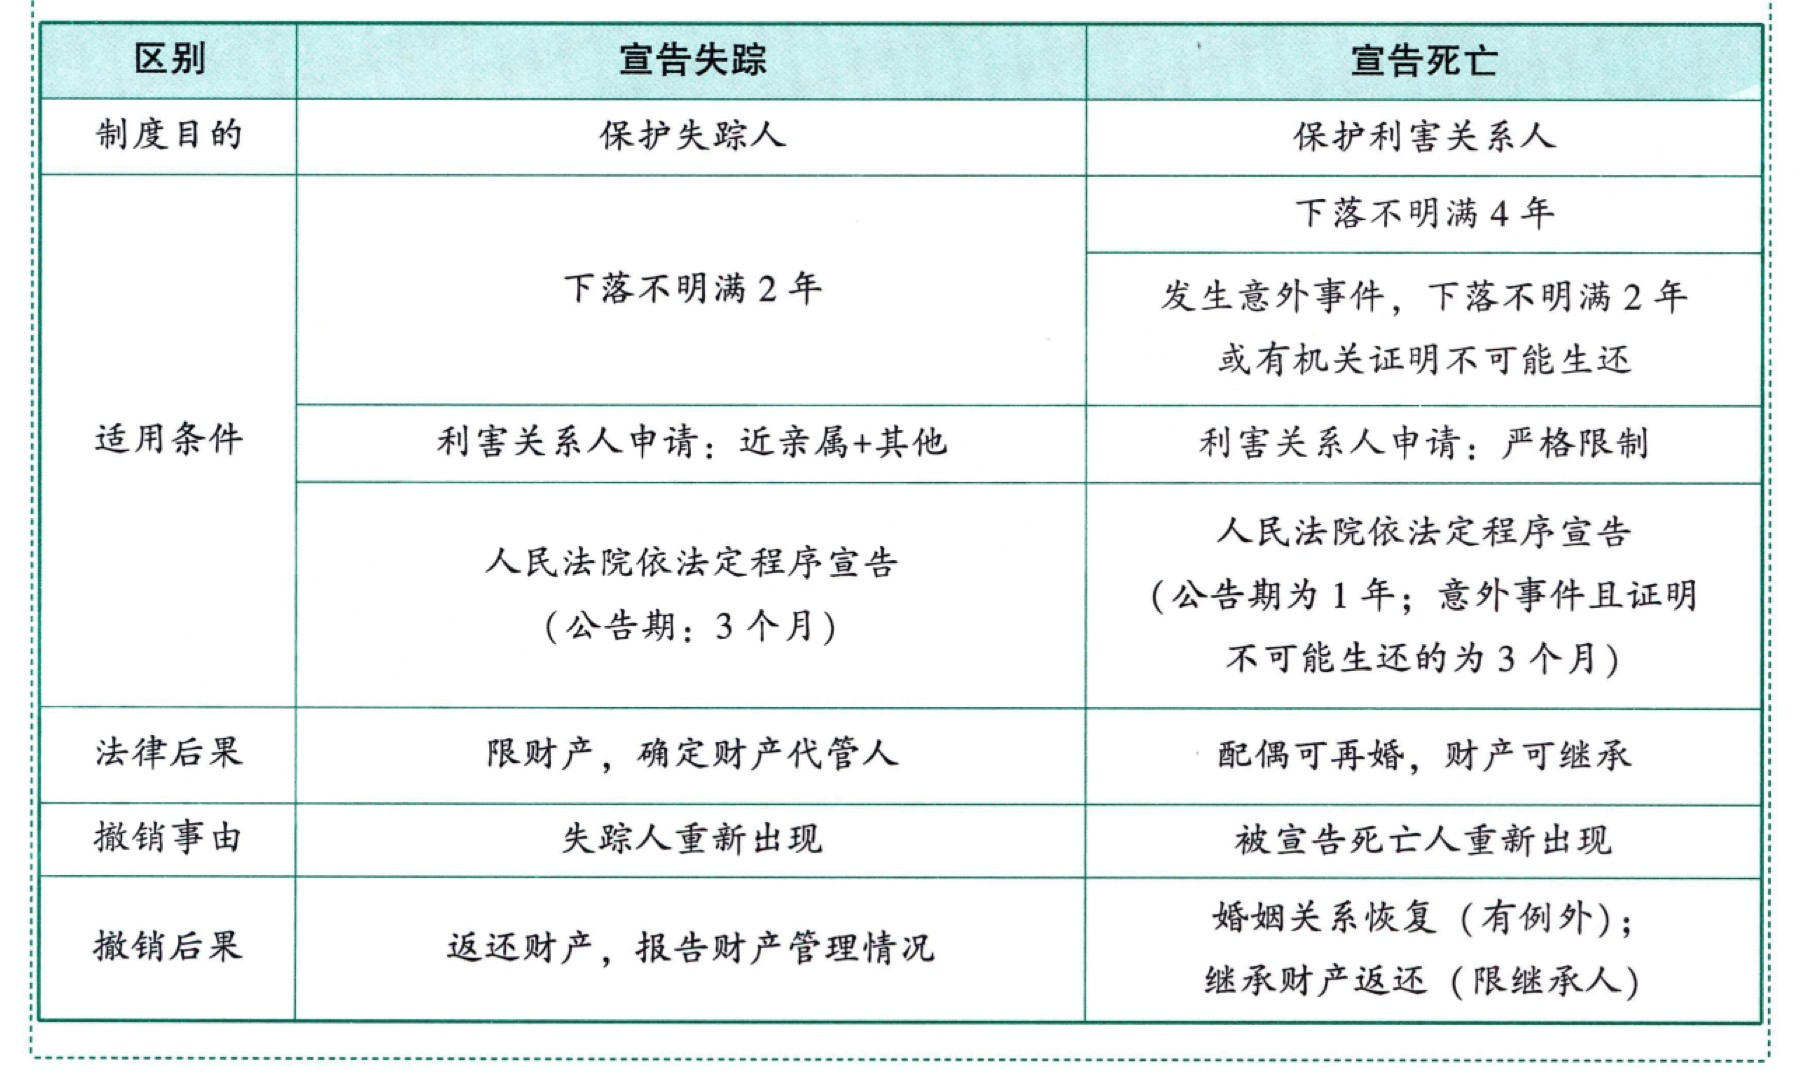 区别 宣告失踪 宣告死亡
制度目的 保护失踪人 保护利害关系人
适用条件
下落不明满2年
下落不明满4年
发生意外事件，下落不明满2年
或有机关证明不可能生还
利害关系人申请：近亲属+其他
利害关系人申请：严格限制
人民法院依法定程序宣告
（公告期：3个月）
人民法院依法定程序宣告
（公告期为1年；意外事件且证明
不可能生还的为3个月）
法律后果 限财产，确定财产代管人 配偶可再婚，财产可继承
撤销事由 失踪人重新出现 被宣告死亡人重新出现
撤销后果 返还财产，报告财产管理情况
婚姻关系恢复（有例外）；
继承财产返还（限继承人）